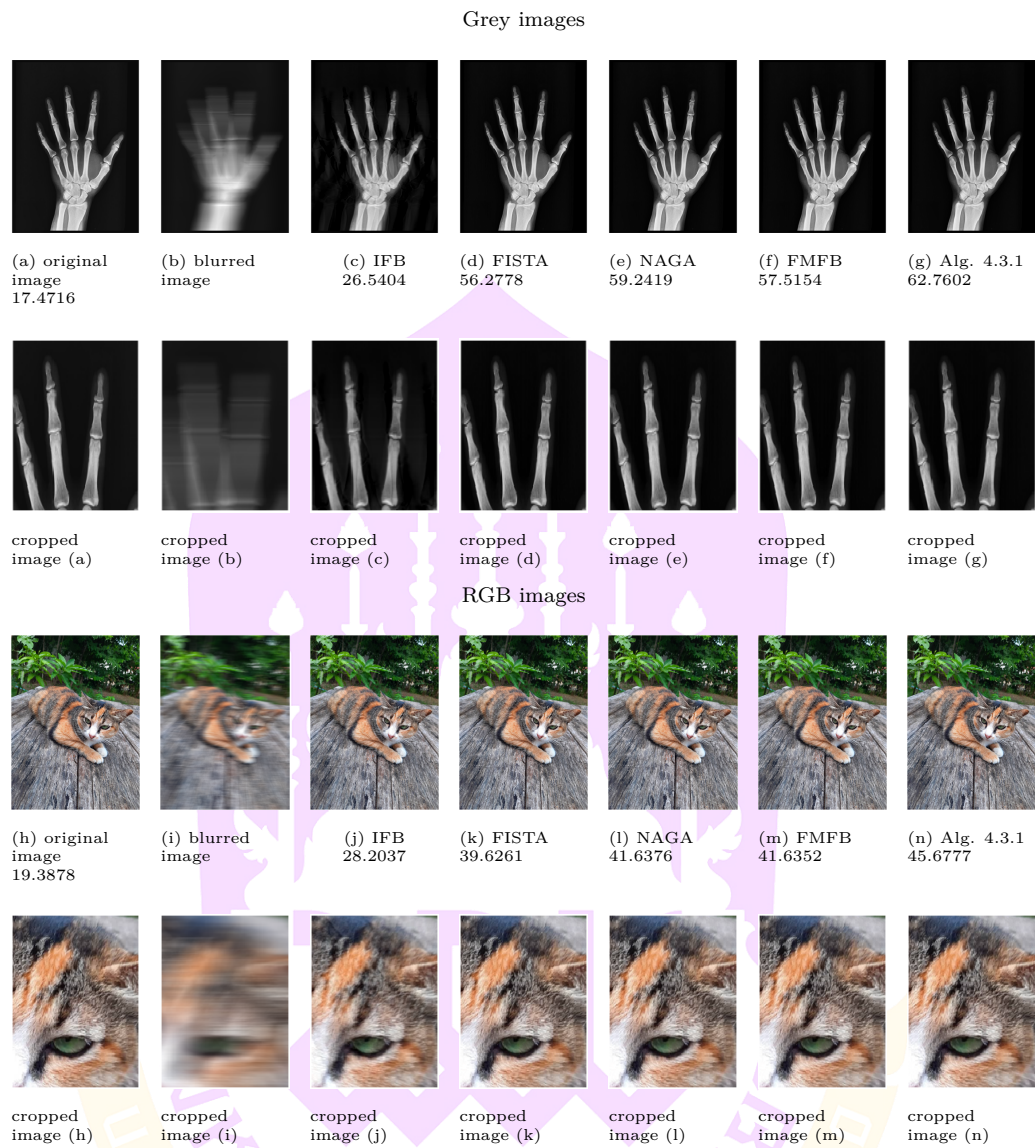 Grey images
(a) original
image
17.4716
(b) blurred
image
(c) IFB
26.5404
(d) FISTA
56.2778
(e) NAGA
59.2419
(f) FMFB
57.5154
(g) Alg. 4.3.1
62.7602
cropped
image (a)
cropped
image (b)
cropped
image (c)
cropped
image (d)
cropped
image (e)
cropped
image (f)
cropped
image (g)
RGB images
(h) original
image
19.3878
(i) blurred
image
(j) IFB
28.2037
(k) FISTA
39.6261
(l) NAGA
41.6376
(m) FMFB
41.6352
(n) Alg. 4.3.1
45.6777
cropped
image (h)
cropped
image (i)
cropped
image (j)
cropped
image (k)
cropped
image (l)
cropped
image (m)
cropped
image (n)